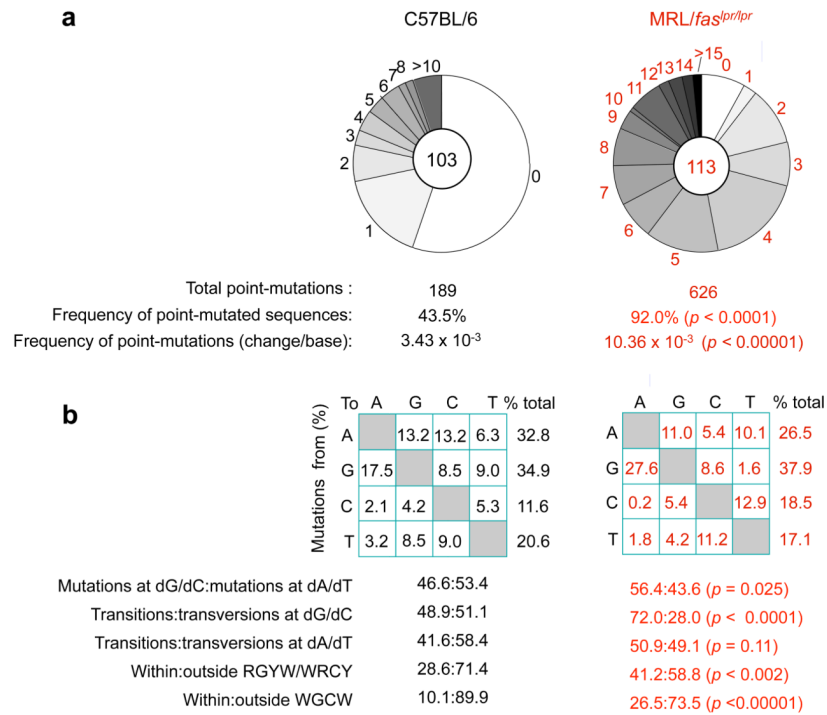 a
C57BL/6
MRL/fas^lpr/lpr
0
1
2
3
4
5
6
7
8
>10
103
0
1
2
3
4
5
6
7
8
9
10
11
12
13
14
>15
113
Total point-mutations : 189 626
Frequency of point-mutated sequences: 43.5% 92.0% (p < 0.0001)
Frequency of point-mutations (change/base): 3.43 x 10^-3 10.36 x 10^-3 (p < 0.00001)
b
Mutations from (%)
To A G C T % total
A 13.2 13.2 6.3 32.8
G 17.5 8.5 9.0 34.9
C 2.1 4.2 5.3 11.6
T 3.2 8.5 9.0 20.6
A G C T % total
A 11.0 5.4 10.1 26.5
G 27.6 8.6 1.6 37.9
C 0.2 5.4 12.9 18.5
T 1.8 4.2 11.2 17.1
Mutations at dG/dC:mutations at dA/dT 46.6:53.4 56.4:43.6 (p = 0.025)
Transitions:transversions at dG/dC 48.9:51.1 72.0:28.0 (p < 0.0001)
Transitions:transversions at dA/dT 41.6:58.4 50.9:49.1 (p = 0.11)
Within:outside RGYW/WRCY 28.6:71.4 41.2:58.8 (p < 0.002)
Within:outside WGCW 10.1:89.9 26.5:73.5 (p <0.00001)